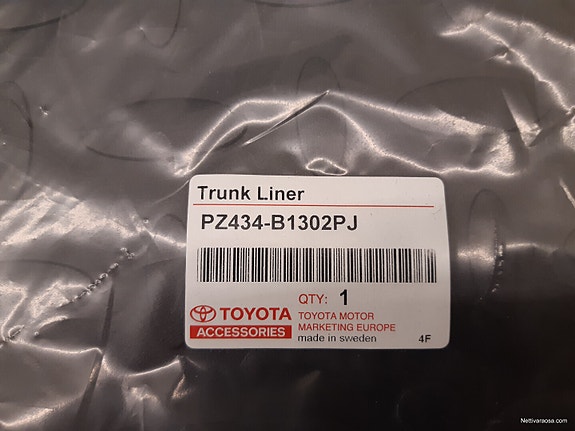 Trunk Liner
PZ434-B1302PJ
QTY: 1
TOYOTA
ACCESSORIES
TOYOTA MOTOR
MARKETING EUROPE
made in sweden
4F
Nettivaraosa.com